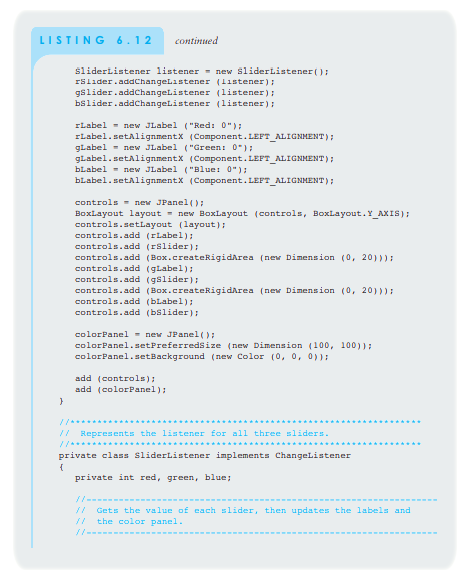 LISTING 6.12 continued
SliderListener listener = new SliderListener();
rSlider.addChangeListener (listener);
gSlider.addChangeListener (listener);
bSlider.addChangeListener (listener);
rLabel = new JLabel ("Red: 0");
rLabel.setAlignmentX (Component.LEFT_ALIGNMENT);
gLabel = new JLabel ("Green: 0");
gLabel.setAlignmentX (Component.LEFT_ALIGNMENT);
bLabel = new JLabel ("Blue: 0");
bLabel.setAlignmentX (Component.LEFT_ALIGNMENT);
controls = new JPanel();
BoxLayout layout = new BoxLayout (controls, BoxLayout.Y_AXIS);
controls.setLayout (layout);
controls.add (rLabel);
controls.add (rSlider);
controls.add (Box.createRigidArea (new Dimension (0, 20)));
controls.add (gLabel);
controls.add (gSlider);
controls.add (Box.createRigidArea (new Dimension (0, 20)));
controls.add (bLabel);
controls.add (bSlider);
colorPanel = new JPanel();
colorPanel.setPreferredSize (new Dimension (100, 100));
colorPanel.setBackground (new Color (0, 0, 0));
add (controls);
add (colorPanel);
}
//*****************************************************************
// Represents the listener for all three sliders.
//*****************************************************************
private class SliderListener implements ChangeListener
{
private int red, green, blue;
//-----------------------------------------------------------------
// Gets the value of each slider, then updates the labels and
// the color panel.
//-----------------------------------------------------------------